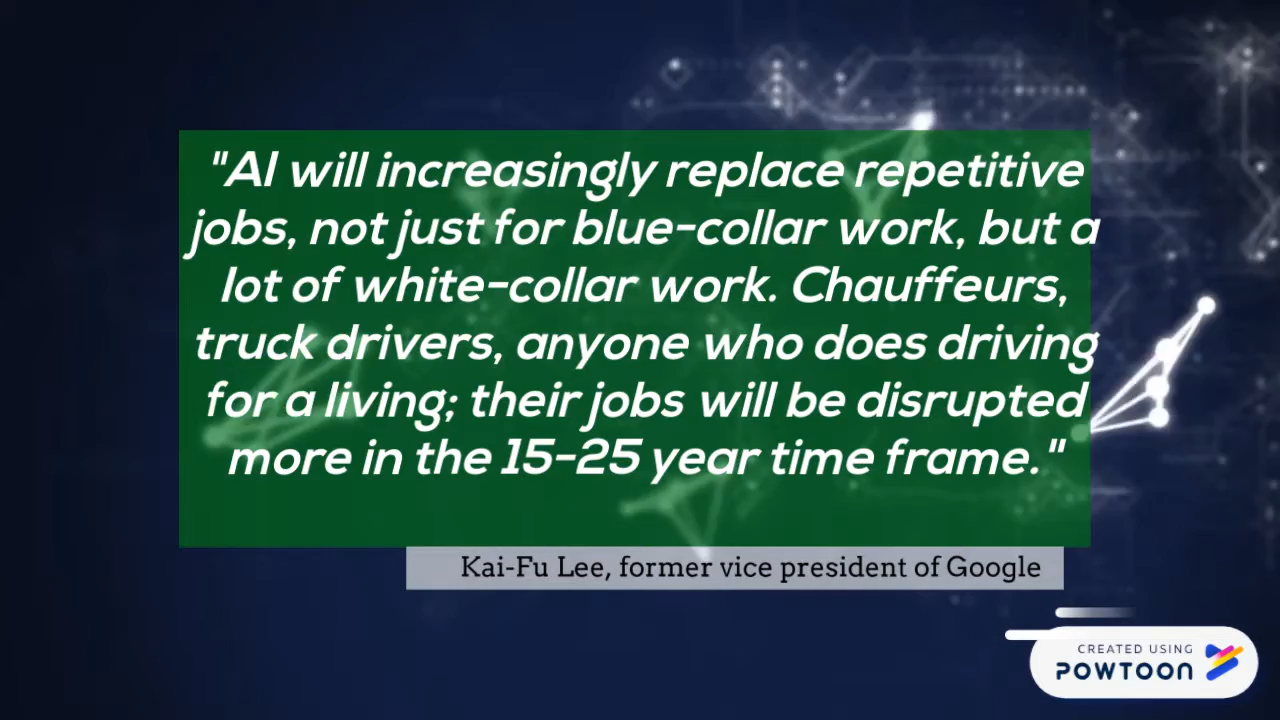 "AI will increasingly replace repetitive
jobs, not just for blue-collar work, but a
lot of white-collar work. Chauffeurs,
truck drivers, anyone who does driving
for a living; their jobs will be disrupted
more in the 15-25 year time frame."
Kai-Fu Lee, former vice president of Google
CREATED USING
POWTOON